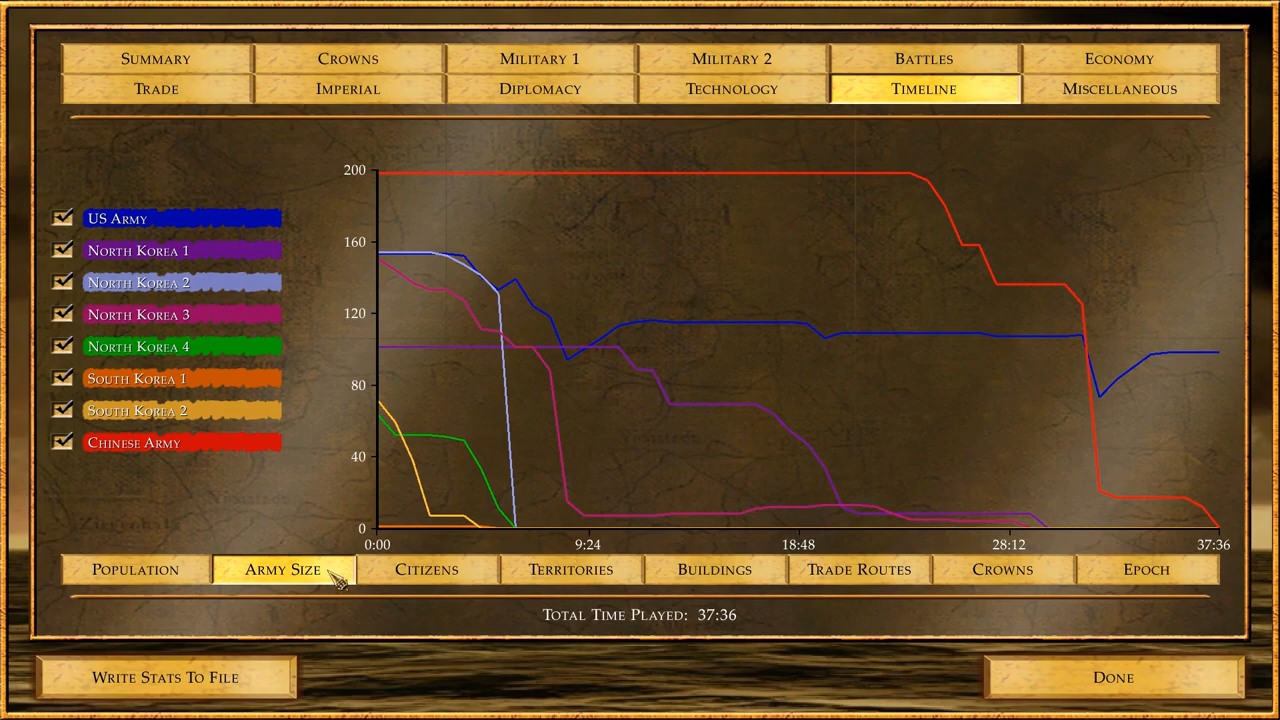 Summary Crowns Military 1 Military 2 Battles Economy
Trade Imperial Diplomacy Technology Timeline Miscellaneous
US Army
North Korea 1
North Korea 2
North Korea 3
North Korea 4
South Korea 1
South Korea 2
Chinese Army
200
160
120
80
40
0
0:00 9:24 18:48 28:12 37:36
Population Army Size Citizens Territories Buildings Trade Routes Crowns Epoch
Total Time Played: 37:36
Write Stats To File Done